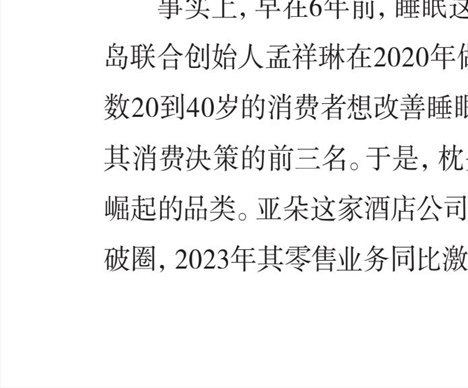 事实上，早在6年前，睡眠这
岛联合创始人孟祥琳在2020年
数20到40岁的消费者想改善睡眠
其消费决策的前三名。于是，枕
崛起的品类。亚朵这家酒店公司
破圈，2023年其零售业务同比激